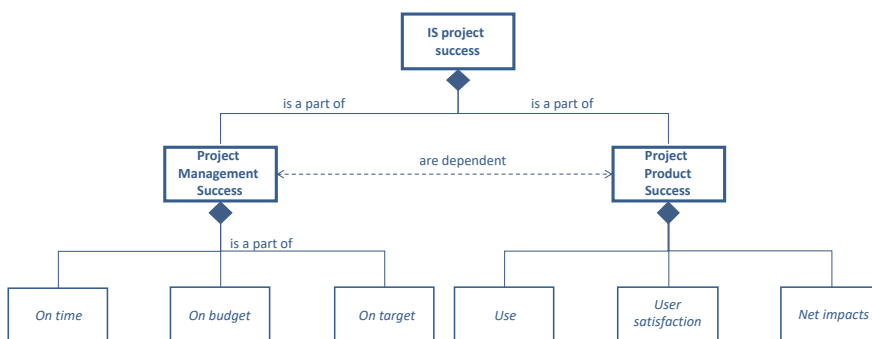 IS project
success
is a part of
is a part of
Project
Management
Success
are dependent
Project
Product
Success
is a part of
On time
On budget
On target
Use
User
satisfaction
Net impacts